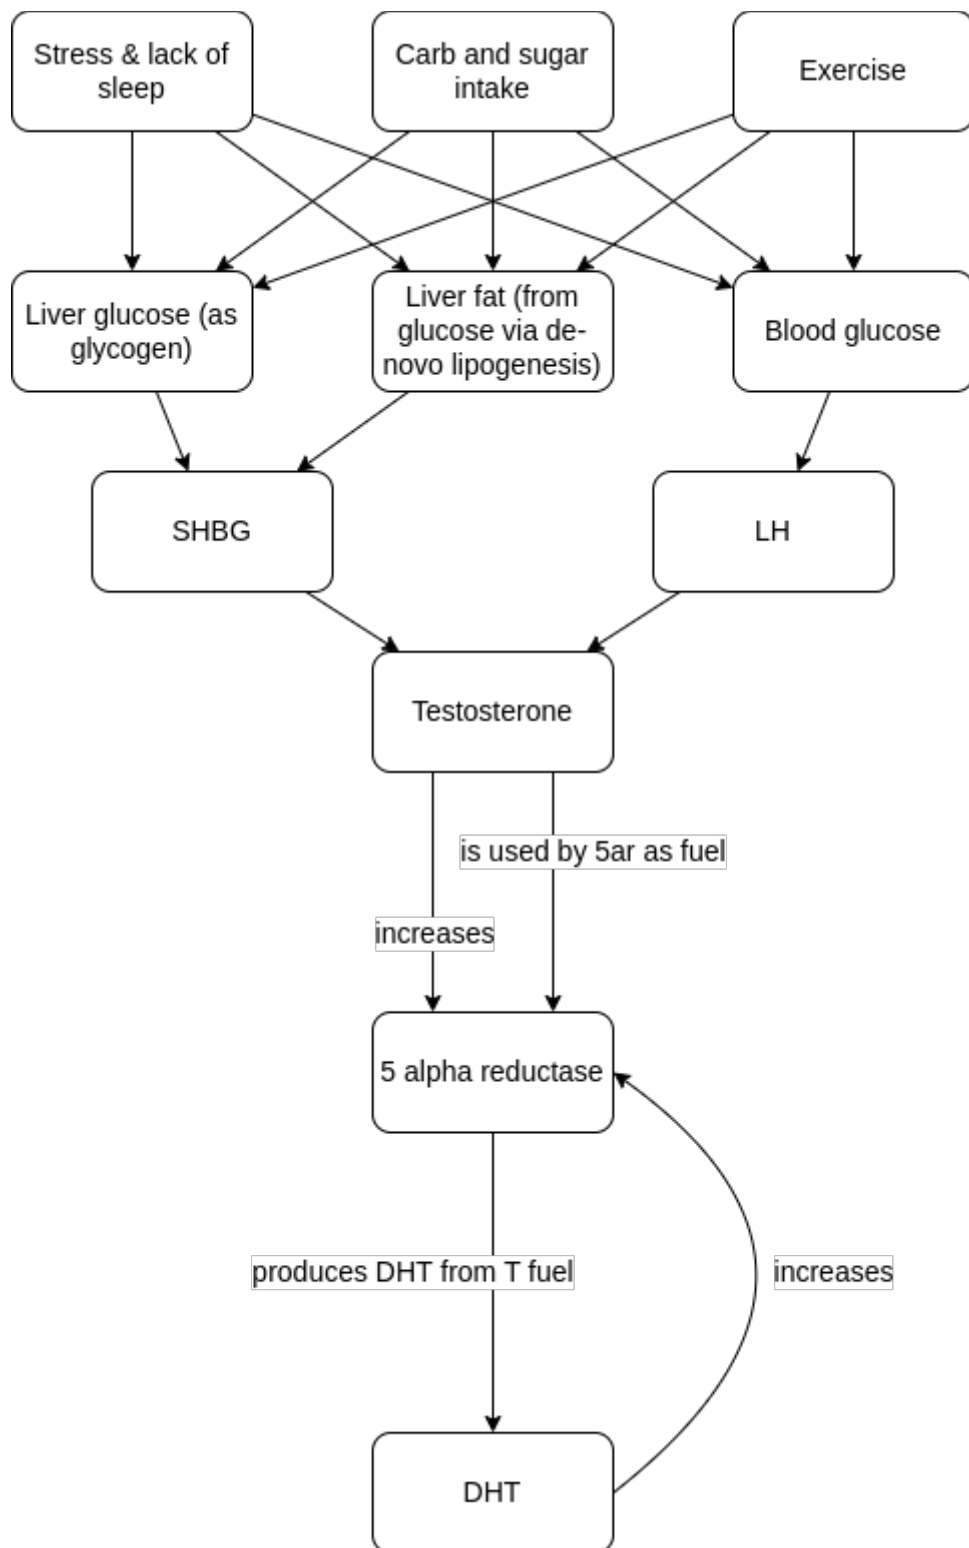 Stress & lack of
sleep
Carb and sugar
intake
Exercise
Liver glucose (as
glycogen)
Liver fat (from
glucose via de-
novo lipogenesis)
Blood glucose
SHBG
LH
Testosterone
is used by 5ar as fuel
increases
5 alpha reductase
produces DHT from T fuel
increases
DHT